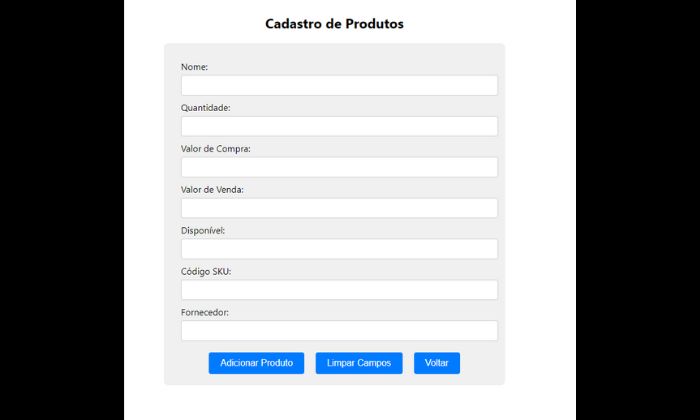 Cadastro de Produtos
Nome:
Quantidade:
Valor de Compra:
Valor de Venda:
Disponível:
Código SKU:
Fornecedor:
Adicionar Produto Limpar Campos Voltar